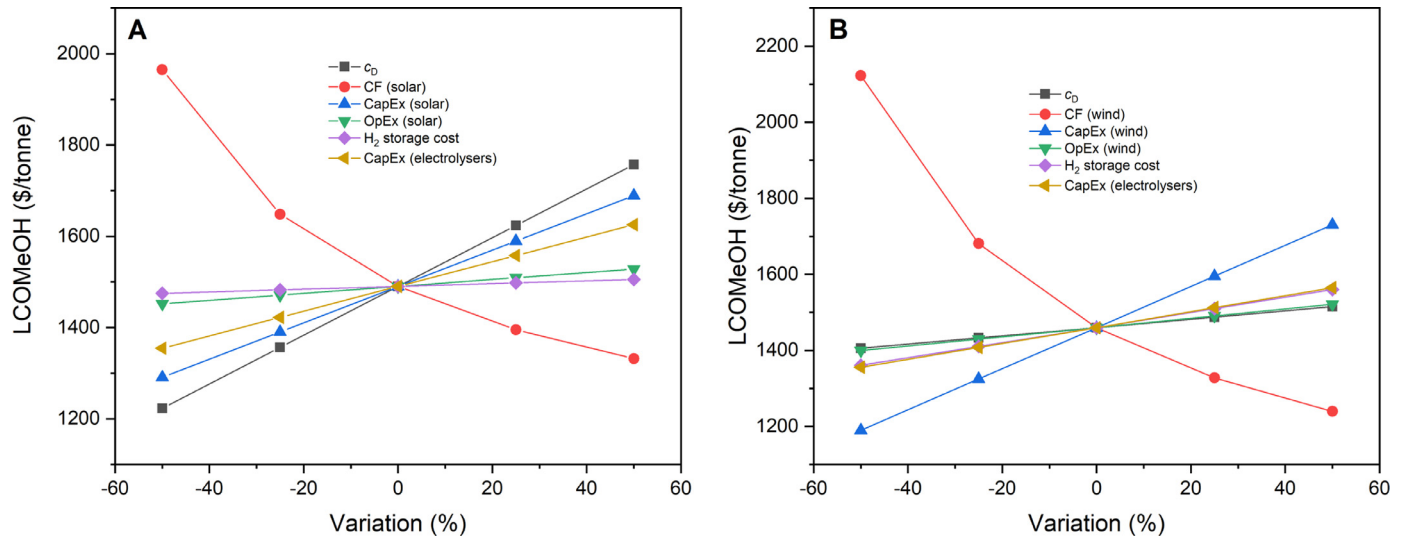 A
2000
1800
1600
1400
1200
LCOMeOH ($/tonne)
c_D
CF (solar)
CapEx (solar)
OpEx (solar)
H₂ storage cost
CapEx (electrolysers)
-60 -40 -20 0 20 40 60
Variation (%)
B
2200
2000
1800
1600
1400
1200
LCOMeOH ($/tonne)
c_D
CF (wind)
CapEx (wind)
OpEx (wind)
H₂ storage cost
CapEx (electrolysers)
-60 -40 -20 0 20 40 60
Variation (%)